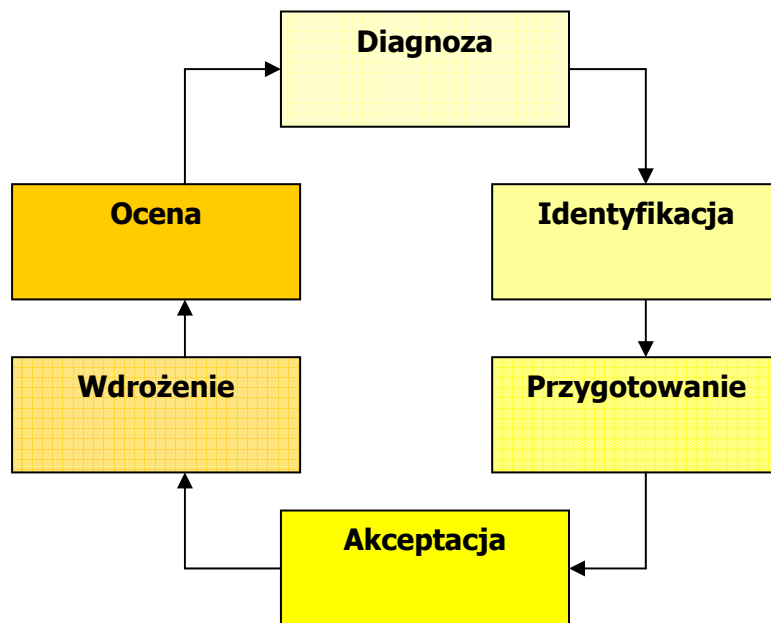 Diagnoza
Ocena
Identyfikacja
Wdrożenie
Przygotowanie
Akceptacja